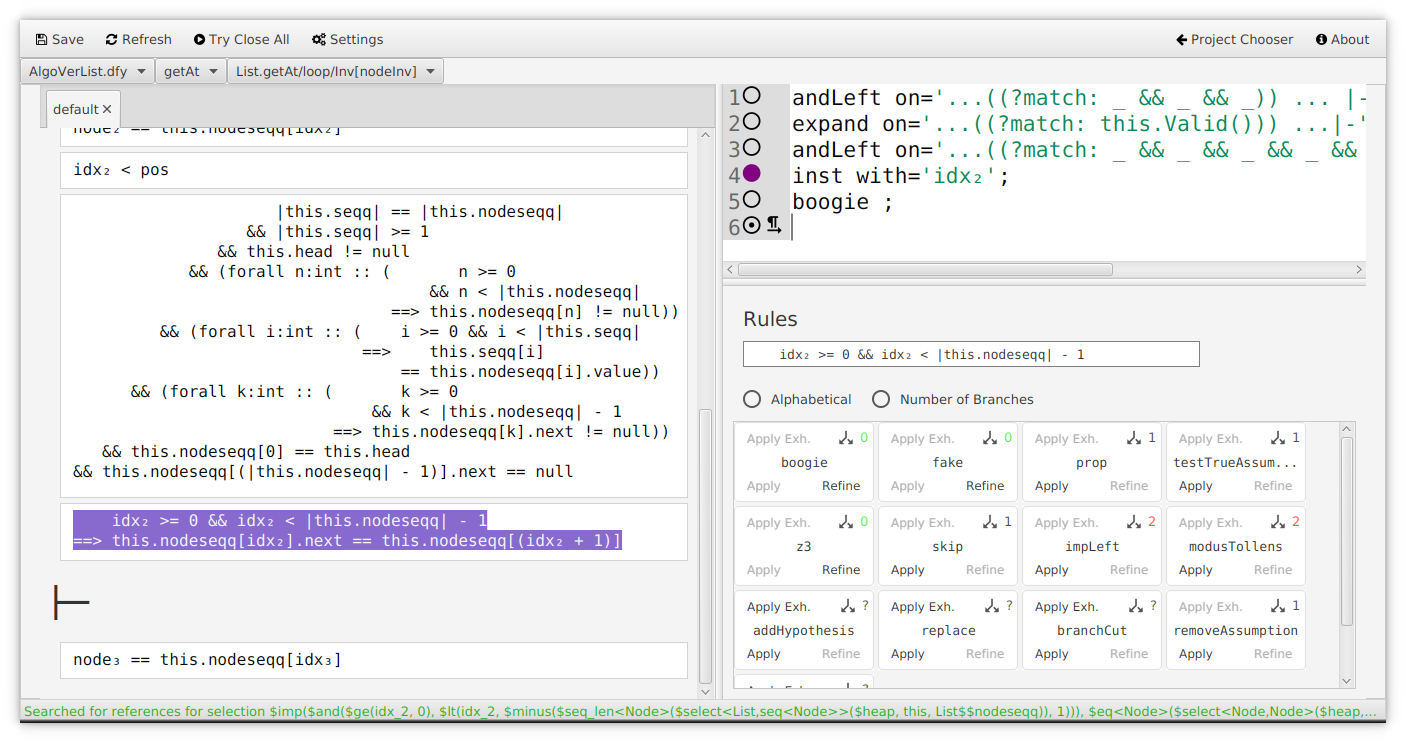 Save Refresh Try Close All Settings Project Chooser About
AlgoVerList.dfy getAt List.getAt/loop/Inv[nodeInv]
default
node₂ == this.nodeseqq[idx₂]
idx₂ < pos
|this.seqq| == |this.nodeseqq|
&& |this.seqq| >= 1
&& this.head != null
&& (forall n:int :: ( n >= 0
&& n < |this.nodeseqq|
==> this.nodeseqq[n] != null))
&& (forall i:int :: ( i >= 0 && i < |this.seqq|
==> this.seqq[i]
== this.nodeseqq[i].value))
&& (forall k:int :: ( k >= 0
&& k < |this.nodeseqq| - 1
==> this.nodeseqq[k].next != null))
&& this.nodeseqq[0] == this.head
&& this.nodeseqq[(|this.nodeseqq| - 1)].next == null
idx₂ >= 0 && idx₂ < |this.nodeseqq| - 1
==> this.nodeseqq[idx₂].next == this.nodeseqq[(idx₂ + 1)]
node₃ == this.nodeseqq[idx₃]
1 andLeft on='...((?match: _ && _ && _)) ... |-
2 expand on='...((?match: this.Valid())) ...|-'
3 andLeft on='...((?match: _ && _ && _ && _ &&
4 inst with='idx₂';
5 boogie ;
6
Rules
idx₂ >= 0 && idx₂ < |this.nodeseqq| - 1
Alphabetical Number of Branches
Apply Exh. 0 Apply Exh. 0 Apply Exh. 1 Apply Exh. 1
boogie fake prop testTrueAssum...
Apply Refine Apply Refine Apply Refine Apply Refine
Apply Exh. 0 Apply Exh. 1 Apply Exh. 2 Apply Exh. 2
z3 skip impLeft modusTollens
Apply Refine Apply Refine Apply Refine Apply Refine
Apply Exh. ? Apply Exh. ? Apply Exh. ? Apply Exh. 1
addHypothesis replace branchCut removeAssumption
Apply Refine Apply Refine Apply Refine Apply Refine
Apply Exh. ?
Searched for references for selection $imp($and($ge(idx_2, 0), $lt(idx_2, $minus($seq_len<Node>($select<List,seq<Node>>($heap, this, List$$nodeseqq)), 1))), $eq<Node>($select<Node,Node>($heap,...